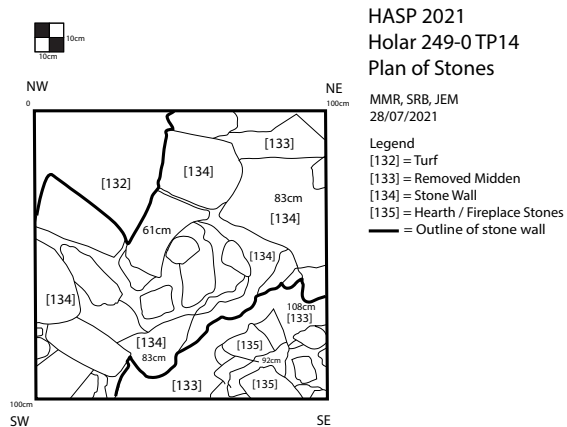 HASP 2021
Holar 249-0 TP14
Plan of Stones
MMR, SRB, JEM
28/07/2021
Legend
[132] = Turf
[133] = Removed Midden
[134] = Stone Wall
[135] = Hearth / Fireplace Stones
= Outline of stone wall
10cm
10cm
NW
NE
0
100cm
[133]
[134]
[132]
83cm
[134]
61cm
[134]
[134]
108cm
[133]
[134]
83cm
[135]
92cm
[133]
[135]
100cm
SW
SE